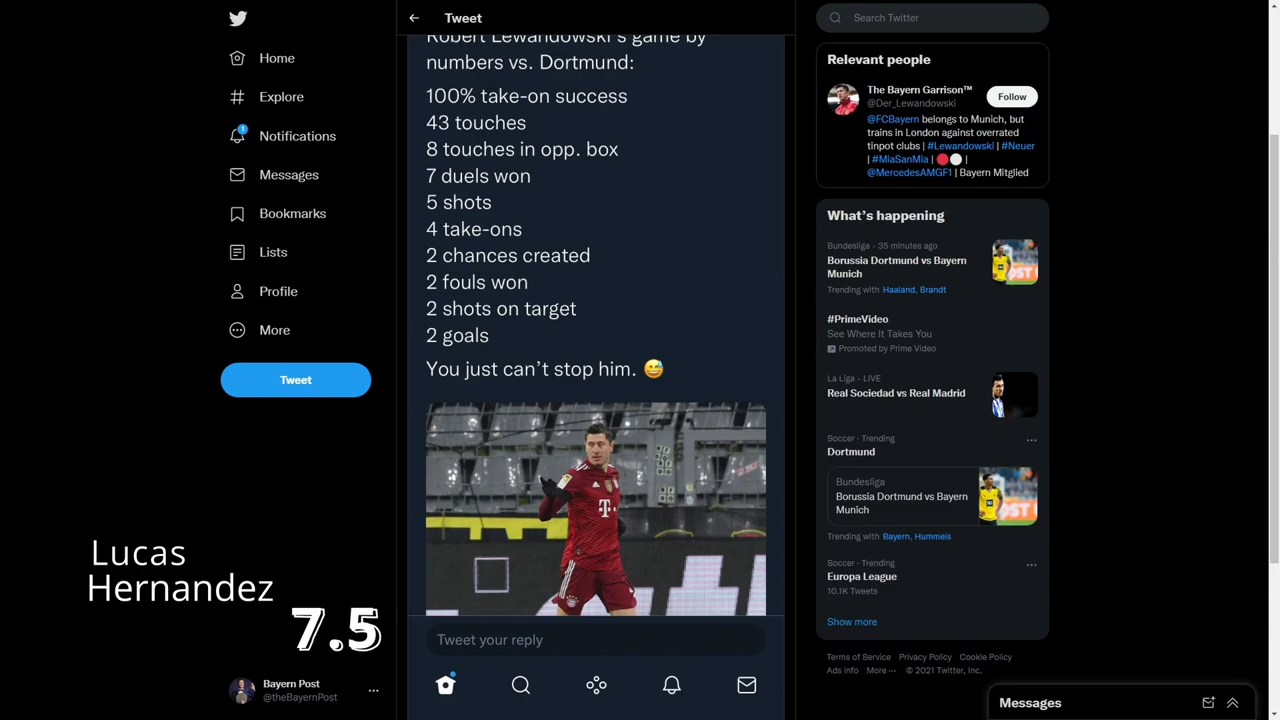 Home
Explore
1
Notifications
Messages
Bookmarks
Lists
Profile
More
Tweet
Lucas
Hernandez
7.5
Bayern Post
@theBayernPost
Tweet
Robert Lewandowski's game by
numbers vs. Dortmund:
100% take-on success
43 touches
8 touches in opp. box
7 duels won
5 shots
4 take-ons
2 chances created
2 fouls won
2 shots on target
2 goals
You just can't stop him. 😅
T
Tweet your reply
Search Twitter
Relevant people
The Bayern Garrison™
@Der_Lewandowski
Follow
@FCBayern belongs to Munich, but
trains in London against overrated
tinpot clubs | #Lewandowski | #Neuer
| #MiaSanMia | 🔴⚪ |
@MercedesAMGF1 | Bayern Mitglied
What's happening
Bundesliga · 35 minutes ago
Borussia Dortmund vs Bayern
Munich
Trending with Haaland, Brandt
#PrimeVideo
See Where It Takes You
Promoted by Prime Video
La Liga · LIVE
Real Sociedad vs Real Madrid
Soccer · Trending
Dortmund
Bundesliga
Borussia Dortmund vs Bayern
Munich
Trending with Bayern, Hummels
Soccer · Trending
Europa League
10.1K Tweets
Show more
Terms of Service Privacy Policy Cookie Policy
Ads info More ··· © 2021 Twitter, Inc.
Messages